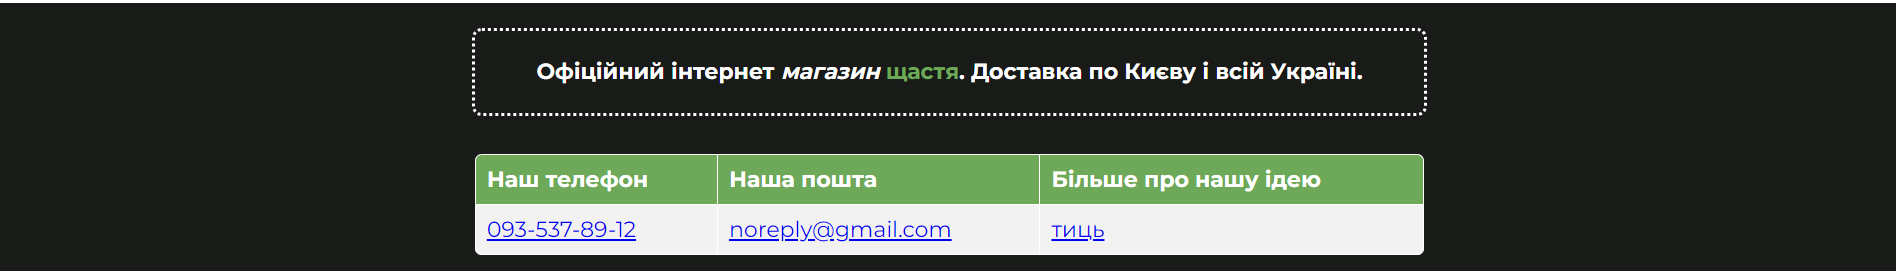 Офіційний інтернет магазин щастя. Доставка по Києву і всій Україні.
Наш телефон Наша пошта Більше про нашу ідею
093-537-89-12 noreply@gmail.com тиць